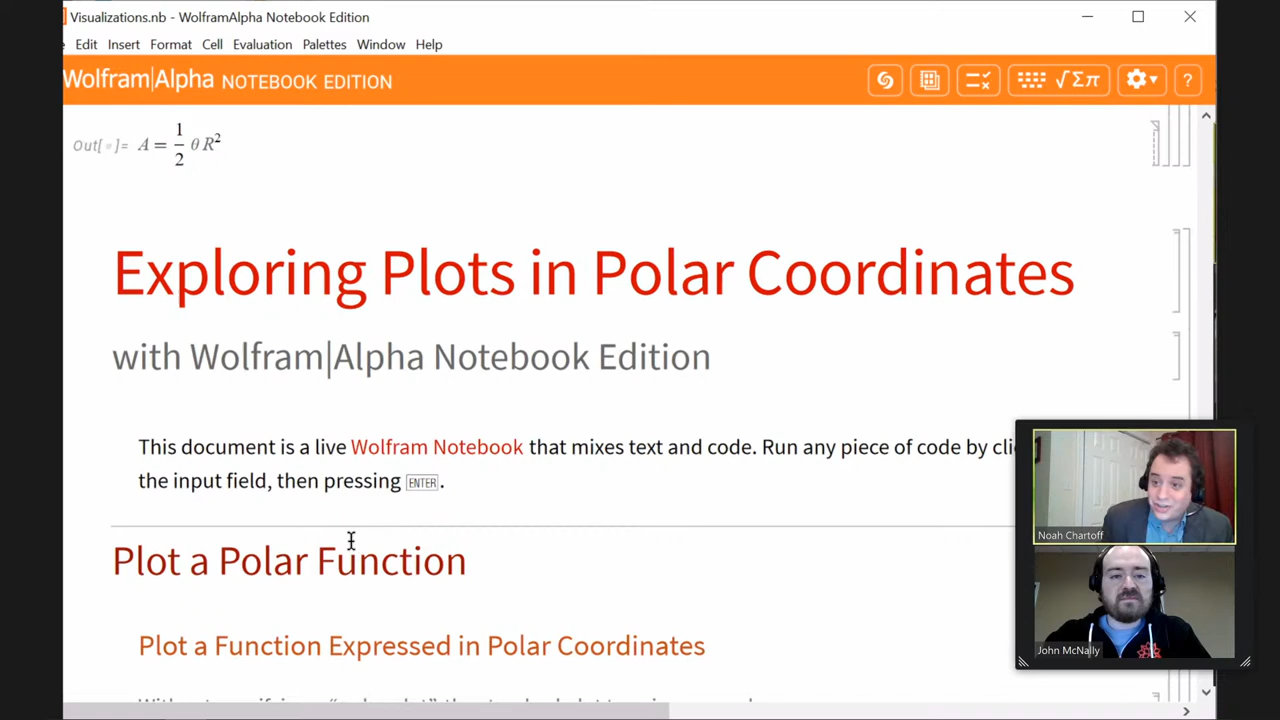 Visualizations.nb - WolframAlpha Notebook Edition
Edit Insert Format Cell Evaluation Palettes Window Help
Wolfram|Alpha NOTEBOOK EDITION
√Σπ
?
Out[ ]= A = 1/2 θ R²
Exploring Plots in Polar Coordinates
with Wolfram|Alpha Notebook Edition
This document is a live Wolfram Notebook that mixes text and code. Run any piece of code by cli
the input field, then pressing ENTER.
Noah Chartoff
Plot a Polar Function
Plot a Function Expressed in Polar Coordinates
John McNally